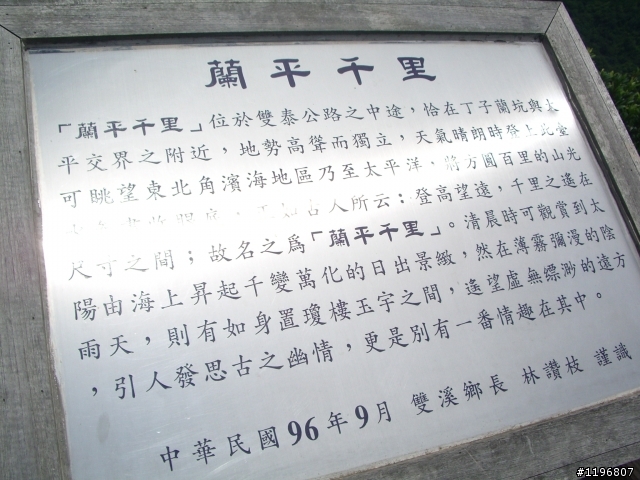 蘭平千里
「蘭平千里」位於雙泰公路之中途，恰在丁子蘭坑與太
平交界之附近，地勢高聳而獨立，天氣晴朗時登上此臺
可眺望東北角濱海地區乃至太平洋，將方圓百里的山光
古人所云：登高望遠，千里之遙在
尺寸之間；故名之為「蘭平千里」。清晨時可觀賞到太
陽由海上昇起千變萬化的日出景緻，然在薄霧彌漫的陰
雨天，則有如身置瓊樓玉宇之間，遙望虛無縹渺的遠方
，引人發思古之幽情，更是別有一番情趣在其中。
中華民國96年9月 雙溪鄉長 林讚枝 謹識
#1196807